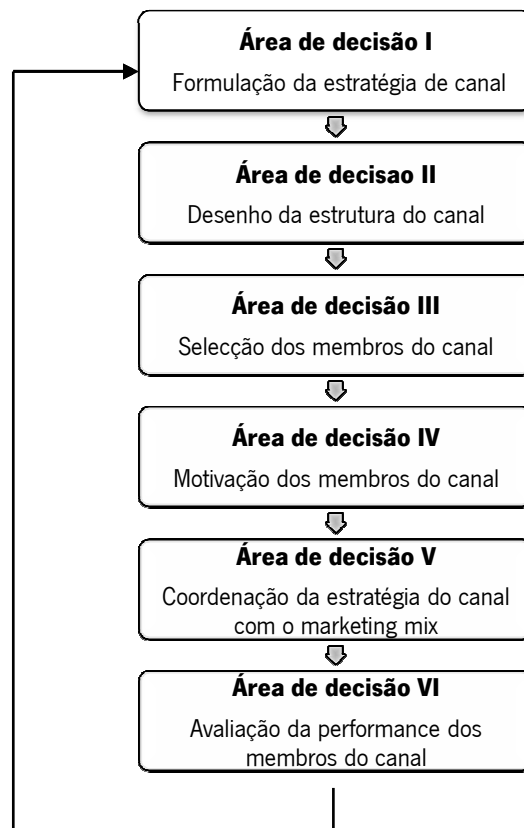 Área de decisão I
Formulação da estratégia de canal
Área de decisao II
Desenho da estrutura do canal
Área de decisão III
Selecção dos membros do canal
Área de decisão IV
Motivação dos membros do canal
Área de decisão V
Coordenação da estratégia do canal
com o marketing mix
Área de decisão VI
Avaliação da performance dos
membros do canal